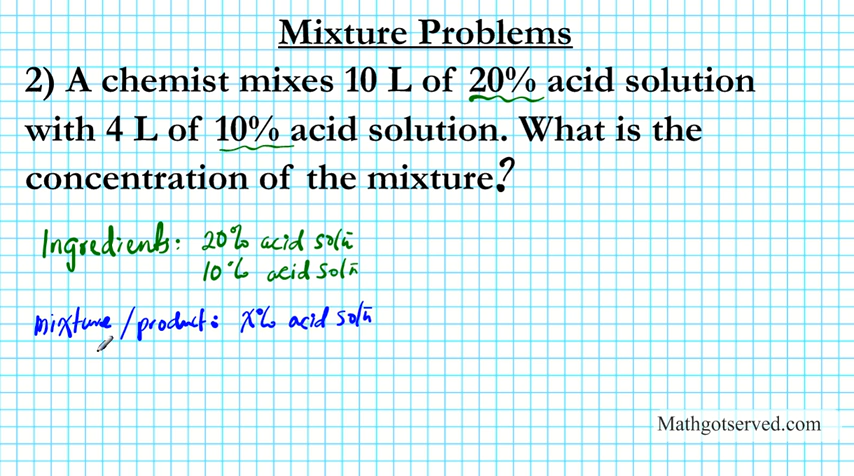 Mixture Problems
2) A chemist mixes 10 L of 20% acid solution
with 4 L of 10% acid solution. What is the
concentration of the mixture?
Ingredients: 20% acid soln
10% acid soln
mixture/product: x% acid soln
Mathgotserved.com